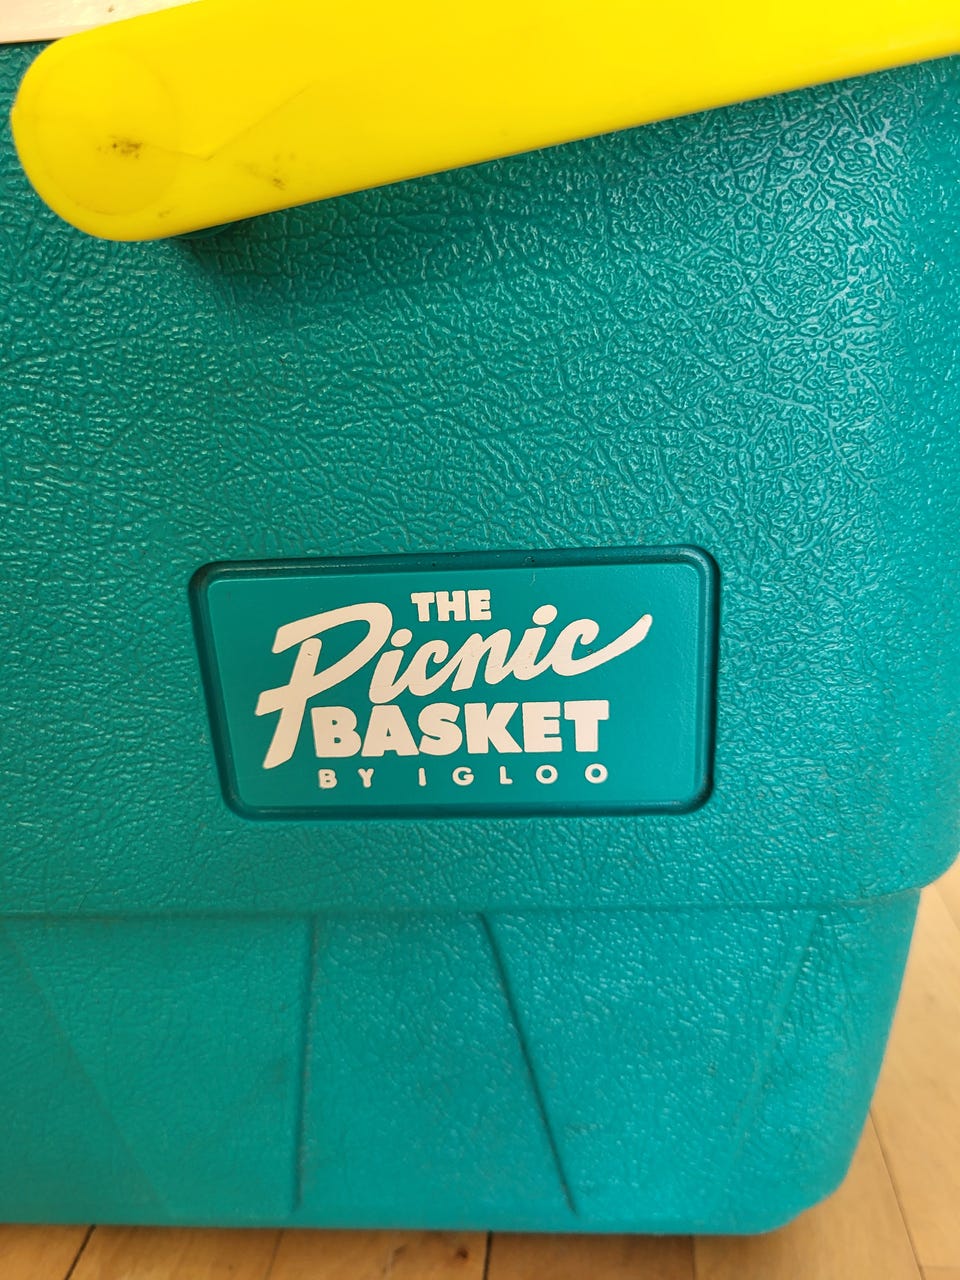 THE
Picnic
BASKET
BY IGLOO